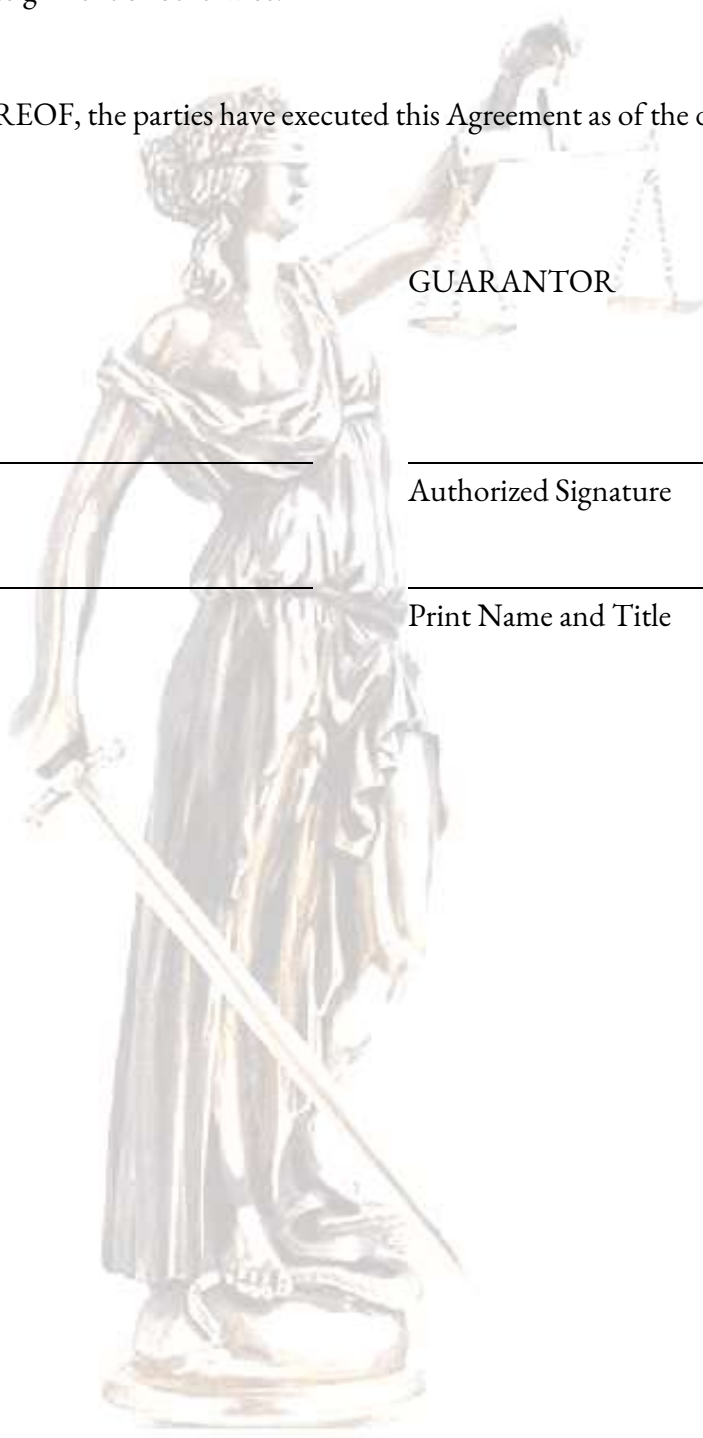 REOF, the parties have executed this Agreement as of the
GUARANTOR
Authorized Signature
Print Name and Title